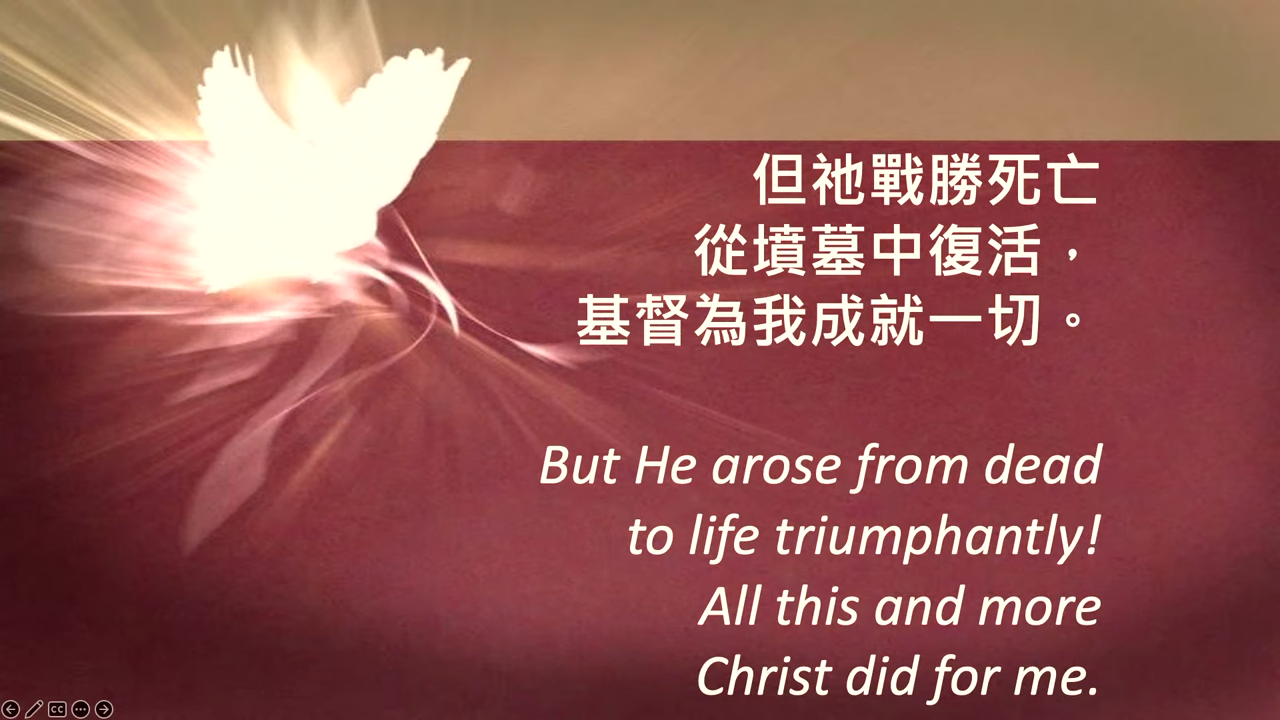 但祂戰勝死亡
從墳墓中復活，
基督為我成就一切。
But He arose from dead
to life triumphantly!
All this and more
Christ did for me.
CC